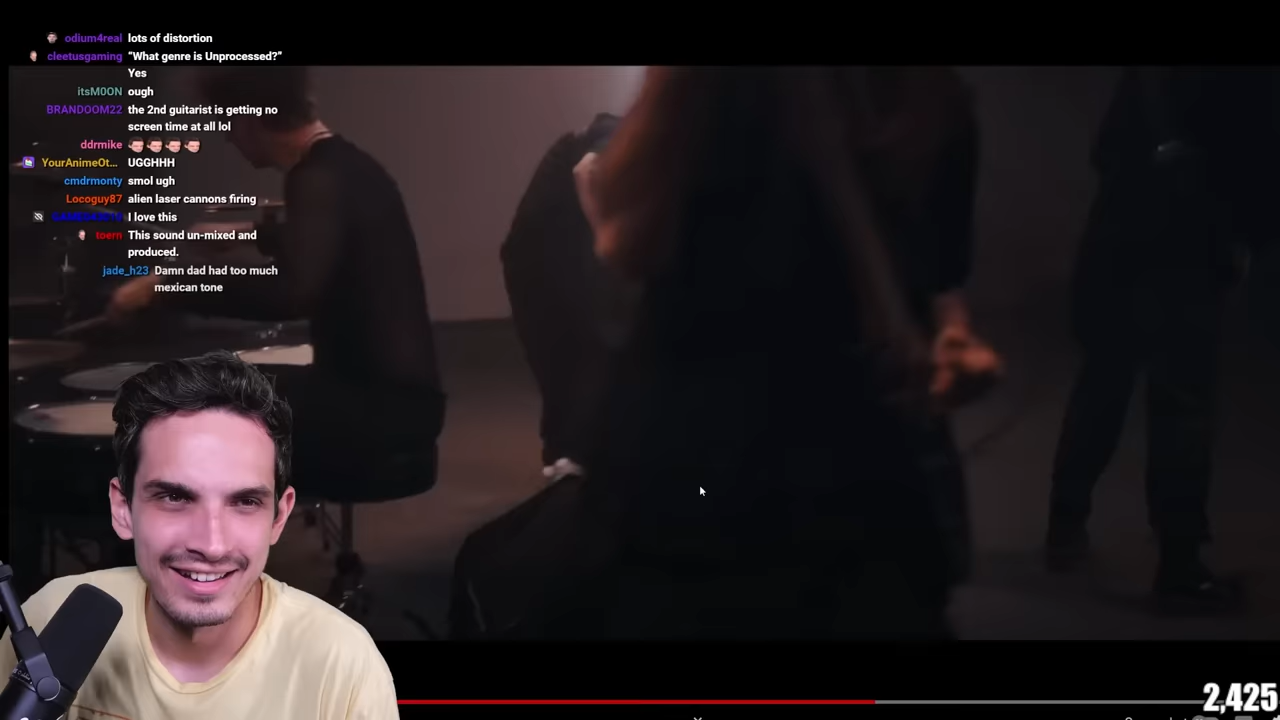 odium4real lots of distortion
cleetusgaming “What genre is Unprocessed?”
Yes
itsM0ON ough
BRANDOOM22 the 2nd guitarist is getting no
screen time at all lol
ddrmike
YourAnimeOt... UGGHHH
cmdrmonty smol ugh
Locoguy87 alien laser cannons firing
I love this
toern This sound un-mixed and
produced.
jade_h23 Damn dad had too much
mexican tone
2,425